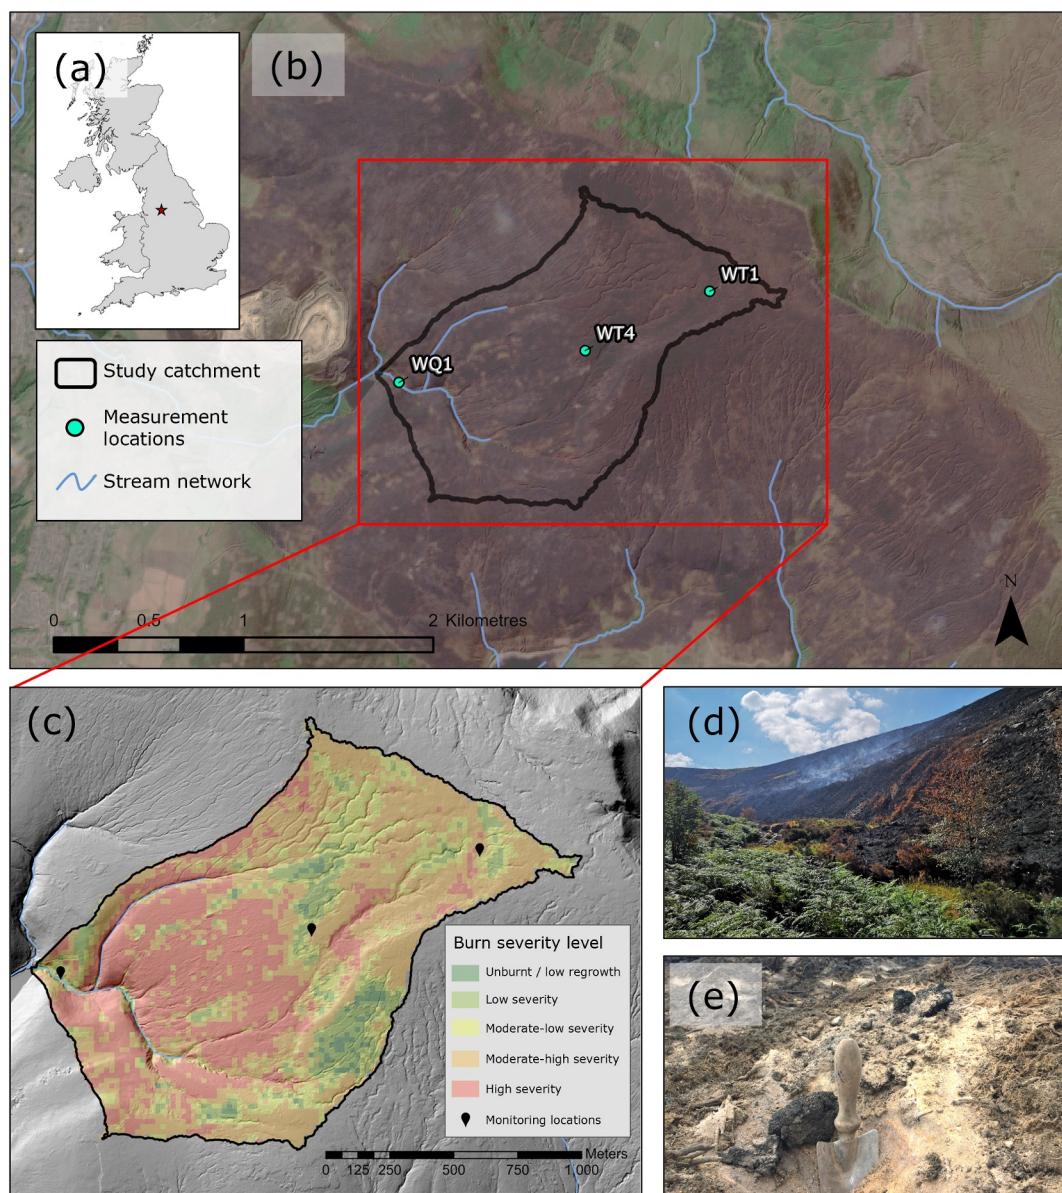 (a)
(b)
WT1
WT4
WQ1
Study catchment
Measurement
locations
Stream network
N
0 0.5 1 2 Kilometres
(c)
(d)
Burn severity level
Unburnt / low regrowth
Low severity
Moderate-low severity
Moderate-high severity
High severity
Monitoring locations
Meters
0 125 250 500 750 1 000
(e)